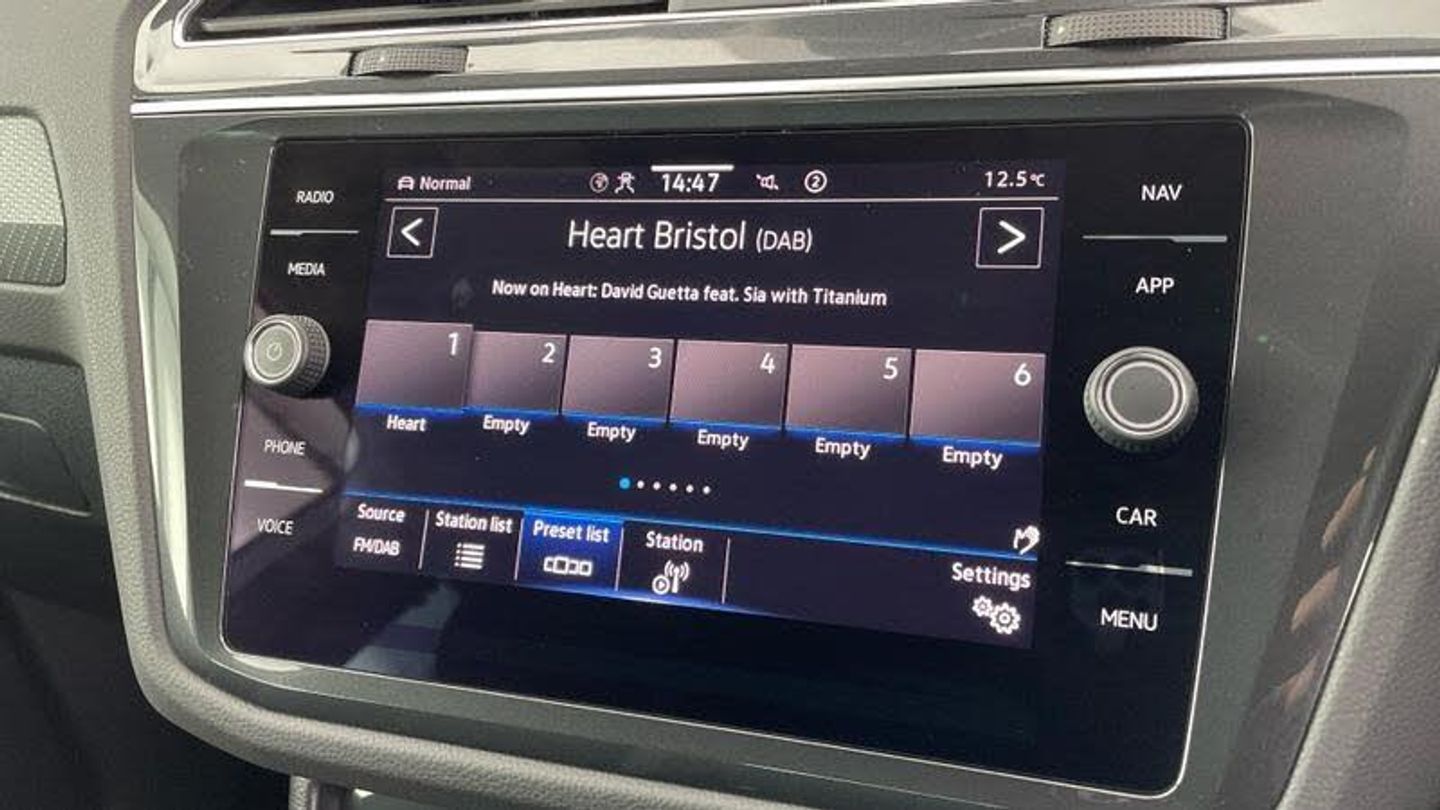 RADIO
MEDIA
PHONE
VOICE
Normal
14:47
2
12.5°C
< Heart Bristol (DAB) >
Now on Heart: David Guetta feat. Sia with Titanium
1 2 3 4 5 6
Heart Empty Empty Empty Empty Empty
Source Station list Preset list Station Settings
FM/DAB
NAV
APP
CAR
MENU